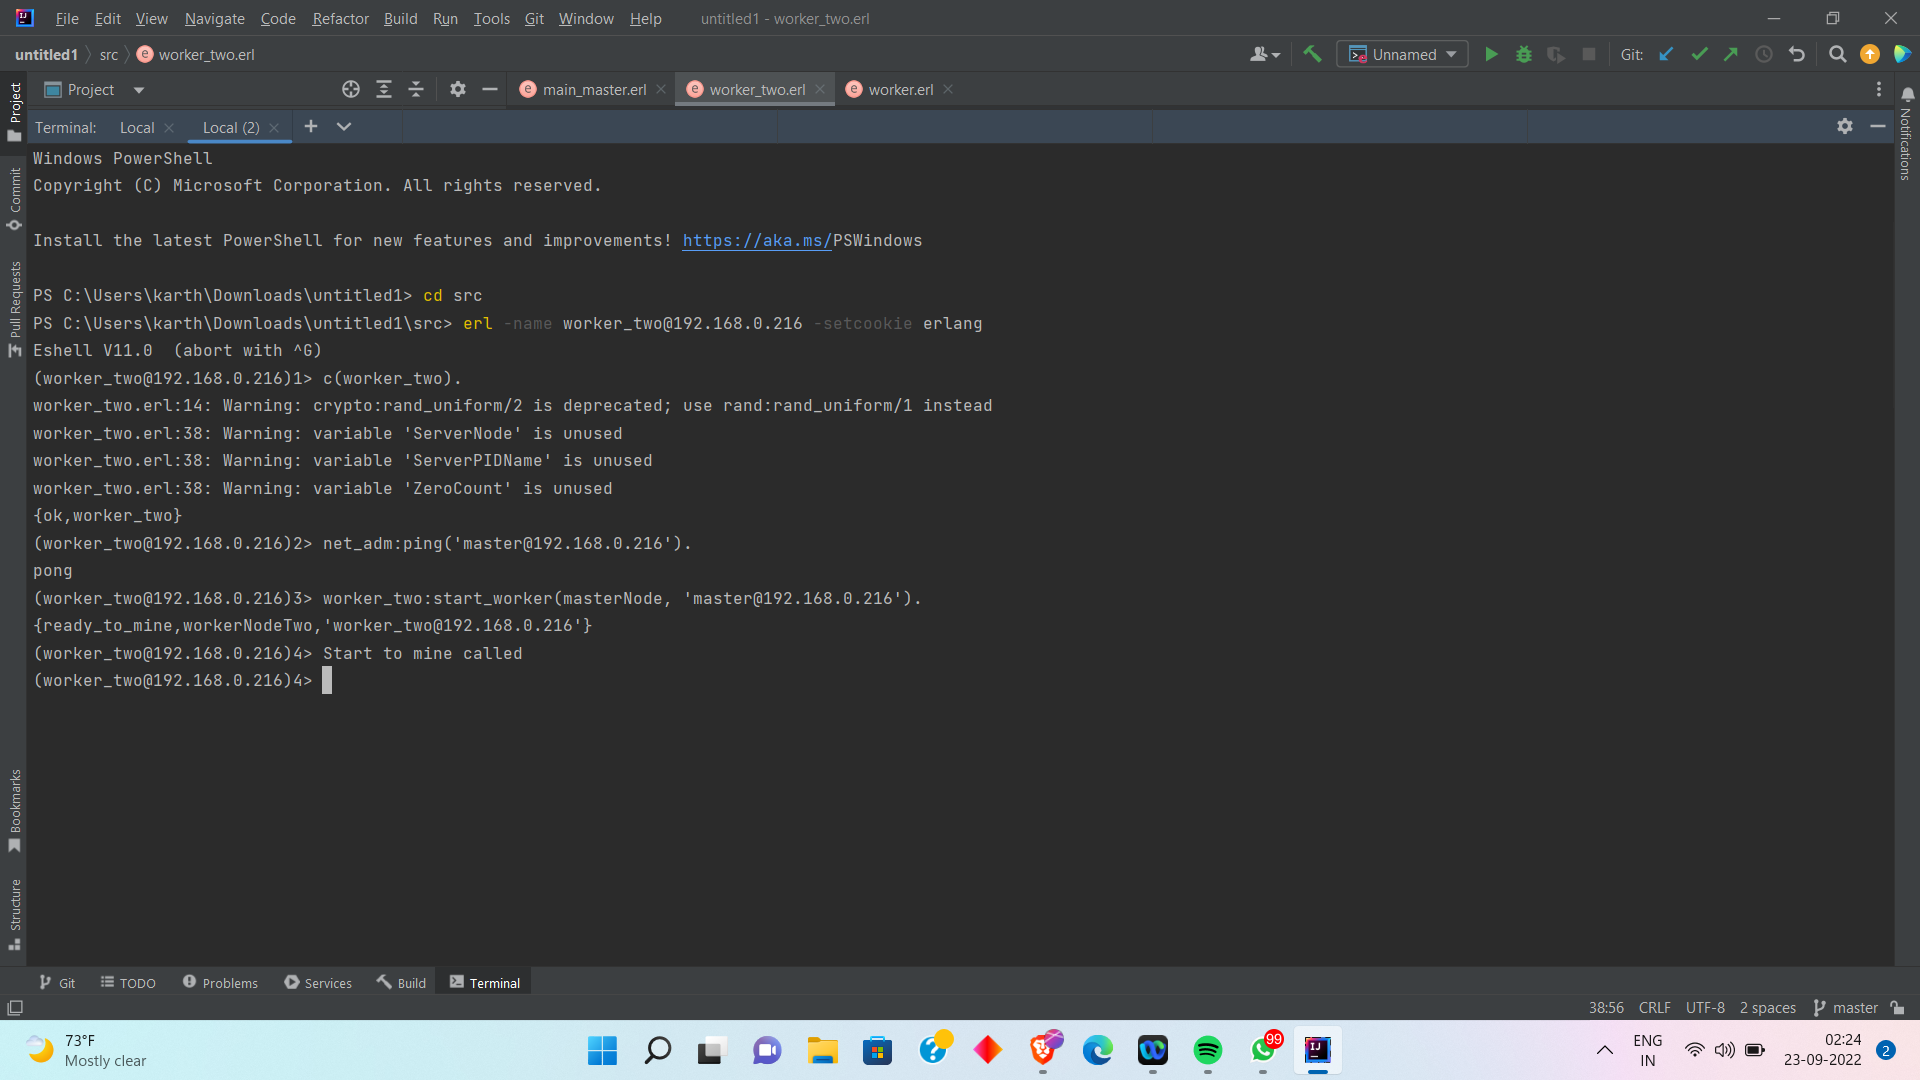 File Edit View Navigate Code Refactor Build Run Tools Git Window Help untitled1 - worker_two.erl
untitled1 src worker_two.erl Unnamed Git:
Project main_master.erl worker_two.erl worker.erl
Terminal: Local Local (2)
Windows PowerShell
Copyright (C) Microsoft Corporation. All rights reserved.
Install the latest PowerShell for new features and improvements! https://aka.ms/PSWindows
PS C:\Users\karth\Downloads\untitled1> cd src
PS C:\Users\karth\Downloads\untitled1\src> erl -name worker_two@192.168.0.216 -setcookie erlang
Eshell V11.0  (abort with ^G)
(worker_two@192.168.0.216)1> c(worker_two).
worker_two.erl:14: Warning: crypto:rand_uniform/2 is deprecated; use rand:rand_uniform/1 instead
worker_two.erl:38: Warning: variable 'ServerNode' is unused
worker_two.erl:38: Warning: variable 'ServerPIDName' is unused
worker_two.erl:38: Warning: variable 'ZeroCount' is unused
{ok,worker_two}
(worker_two@192.168.0.216)2> net_adm:ping('master@192.168.0.216').
pong
(worker_two@192.168.0.216)3> worker_two:start_worker(masterNode, 'master@192.168.0.216').
{ready_to_mine,workerNodeTwo,'worker_two@192.168.0.216'}
(worker_two@192.168.0.216)4> Start to mine called
(worker_two@192.168.0.216)4>
Project
Commit
Pull Requests
Bookmarks
Structure
Notifications
Git TODO Problems Services Build Terminal
38:56 CRLF UTF-8 2 spaces master
73°F
Mostly clear
99
ENG
IN
02:24
23-09-2022
2